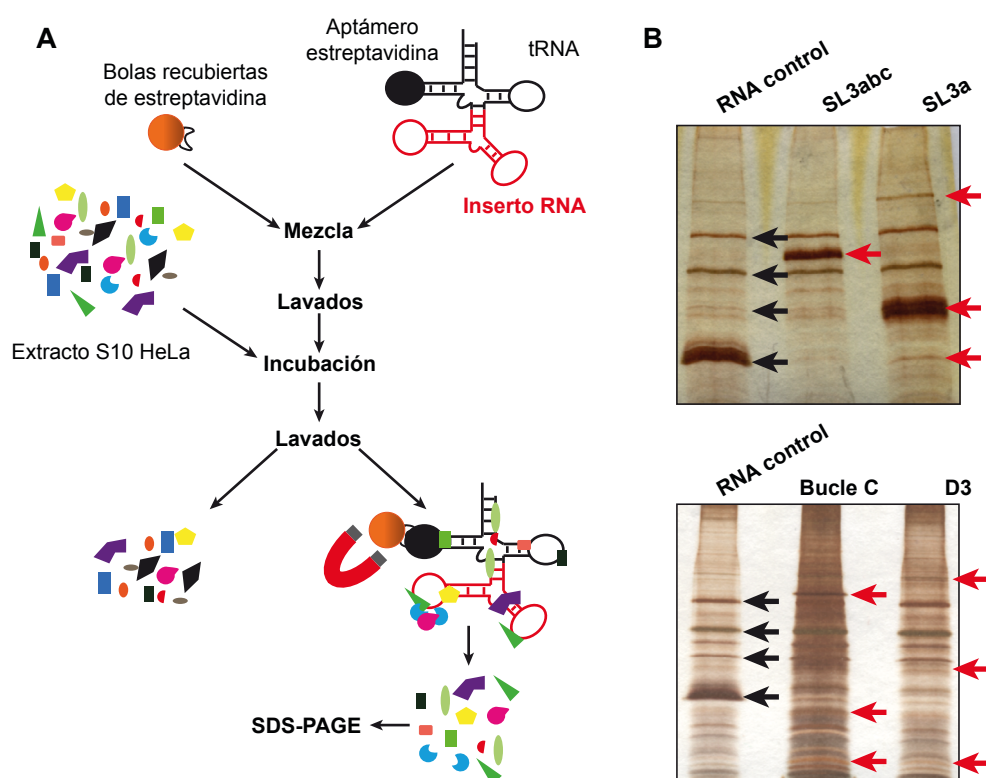 A
Bolas recubiertas
de estreptavidina
Aptámero
estreptavidina
tRNA
Inserto RNA
Mezcla
Lavados
Extracto S10 HeLa
Incubación
Lavados
SDS-PAGE
B
RNA control
SL3abc
SL3a
RNA control
Bucle C
D3